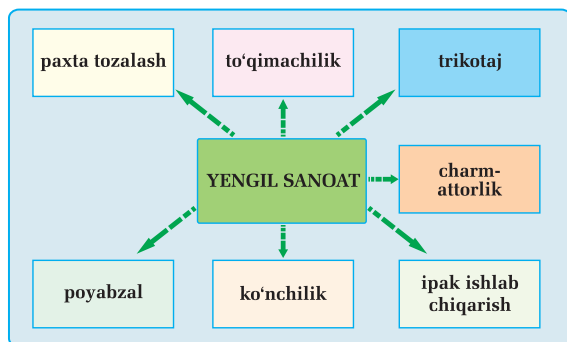 paxta tozalash
to‘qimachilik
trikotaj
YENGIL SANOAT
charm-
attorlik
poyabzal
ko‘nchilik
ipak ishlab
chiqarish